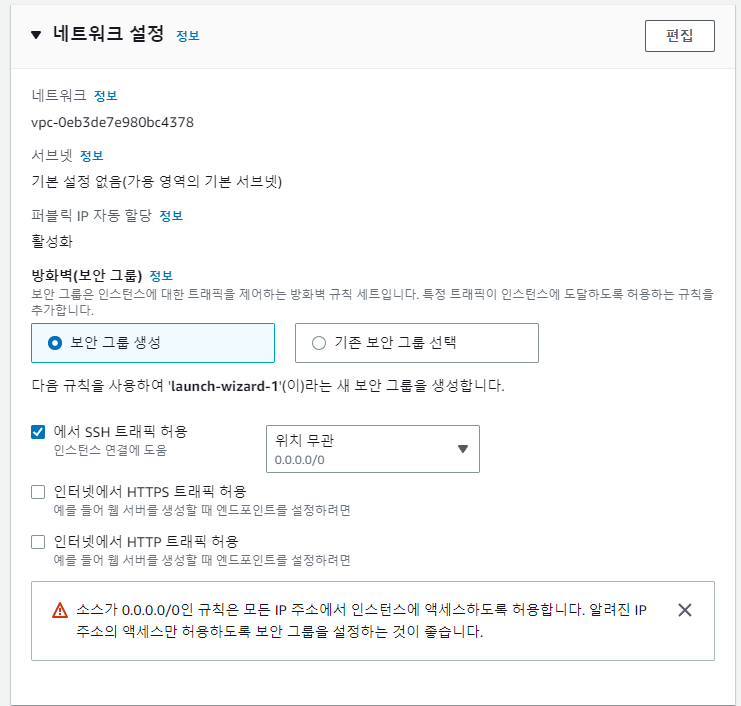 네트워크 설정 정보
편집
네트워크 정보
vpc-0eb3de7e980bc4378
서브넷 정보
기본 설정 없음(가용 영역의 기본 서브넷)
퍼블릭 IP 자동 할당 정보
활성화
방화벽(보안 그룹) 정보
보안 그룹은 인스턴스에 대한 트래픽을 제어하는 방화벽 규칙 세트입니다. 특정 트래픽이 인스턴스에 도달하도록 허용하는 규칙을
추가합니다.
보안 그룹 생성
기존 보안 그룹 선택
다음 규칙을 사용하여 'launch-wizard-1'(이)라는 새 보안 그룹을 생성합니다.
에서 SSH 트래픽 허용
인스턴스 연결에 도움
위치 무관
0.0.0.0/0
인터넷에서 HTTPS 트래픽 허용
예를 들어 웹 서버를 생성할 때 엔드포인트를 설정하려면
인터넷에서 HTTP 트래픽 허용
예를 들어 웹 서버를 생성할 때 엔드포인트를 설정하려면
소스가 0.0.0.0/0인 규칙은 모든 IP 주소에서 인스턴스에 액세스하도록 허용합니다. 알려진 IP
주소의 액세스만 허용하도록 보안 그룹을 설정하는 것이 좋습니다.